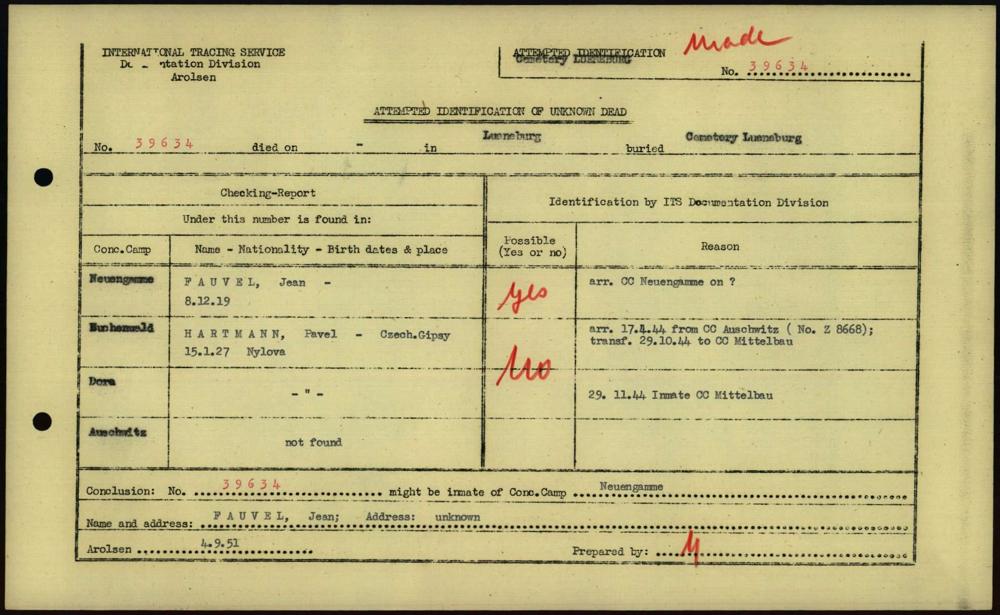 INTERNATIONAL TRACING SERVICE
Documentation Division
Arolsen
ATTEMPTED IDENTIFICATION
Cemetery LUENEBURG
made
No. 39634
ATTEMPTED IDENTIFICATION OF UNKNOWN DEAD
No. 39634 died on - in Lueneburg buried Cemetery Lueneburg
Checking-Report
Under this number is found in:
Identification by ITS Documentation Division
Conc.Camp Name - Nationality - Birth dates & place Possible (Yes or no) Reason
Neuengamme FAUVEL, Jean - yes arr. CC Neuengamme on ?
8.12.19
Buchenwald HARTMANN, Pavel - Czech.Gipsy No arr. 17.4.44 from CC Auschwitz ( No. Z 8668);
15.1.27 Nylova transf. 29.10.44 to CC Mittelbau
Dora - " - 29. 11.44 Inmate CC Mittelbau
Auschwitz not found
Conclusion: No. 39634 might be inmate of Conc.Camp Neuengamme
Name and address: FAUVEL, Jean; Address: unknown
Arolsen 4.9.51 Prepared by: